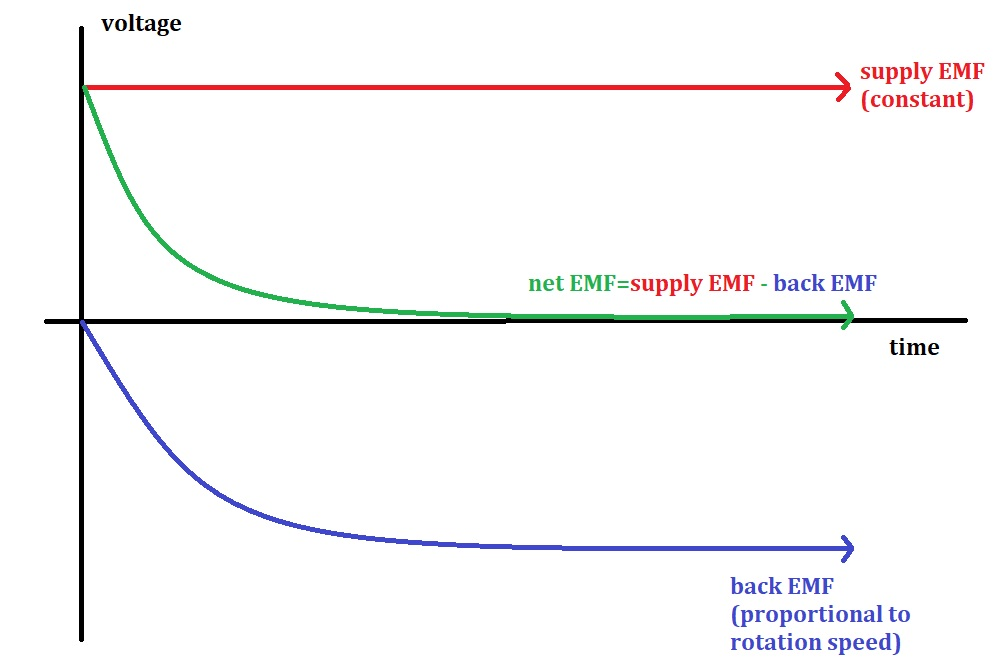 voltage
supply EMF
(constant)
net EMF=supply EMF - back EMF
time
back EMF
(proportional to
rotation speed)